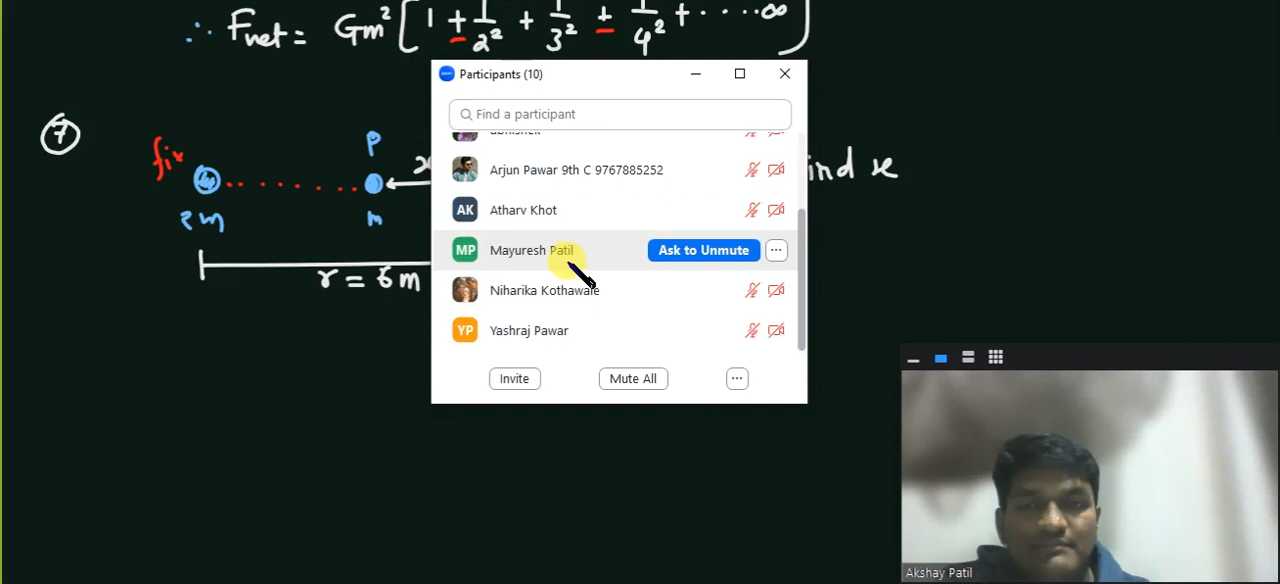 ∴ Fnet = Gm² [ 1 ± 1/2² + 1/3² ± 1/4² + .....∞ ]
Participants (10)
Find a participant
abhishek
7
fix
P
x
ind x
Arjun Pawar 9th C 9767885252
2m
m
AK
Atharv Khot
MP
Mayuresh Patil
Ask to Unmute
r = 6m
Niharika Kothawale
YP
Yashraj Pawar
Invite
Mute All
Akshay Patil